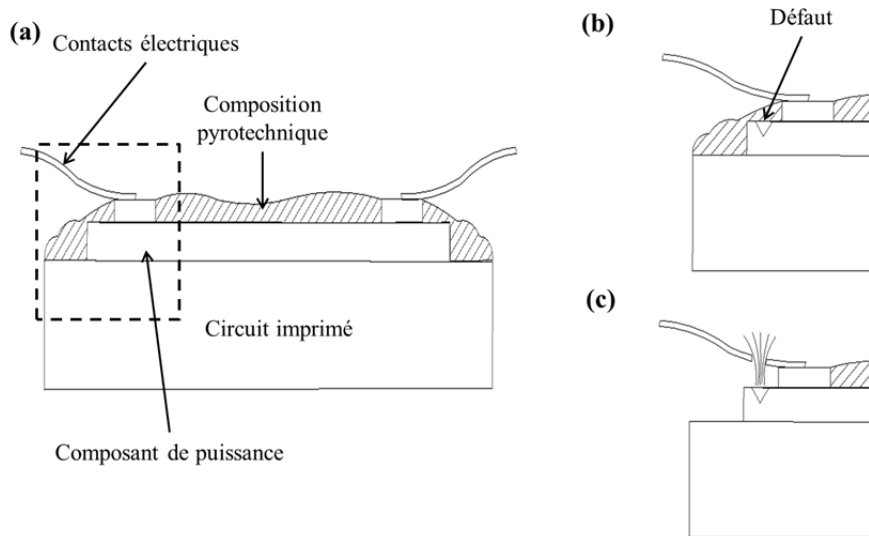 (a)
Contacts électriques
Composition
pyrotechnique
Circuit imprimé
Composant de puissance
(b)
Défaut
(c)